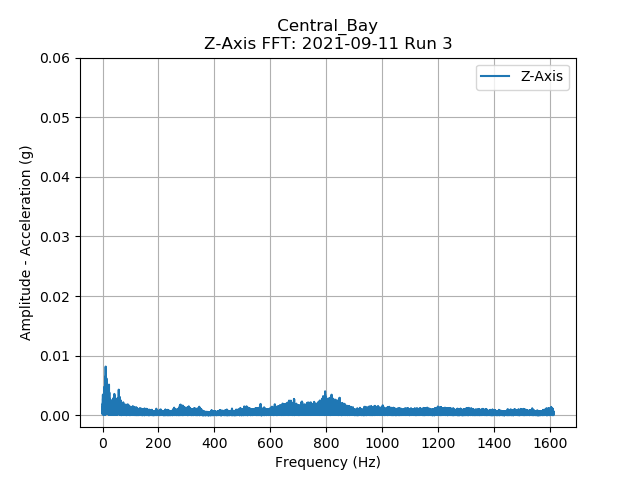 Central_Bay
Z-Axis FFT: 2021-09-11 Run 3
Z-Axis
0.06
0.05
0.04
0.03
0.02
0.01
0.00
Amplitude - Acceleration (g)
0 200 400 600 800 1000 1200 1400 1600
Frequency (Hz)